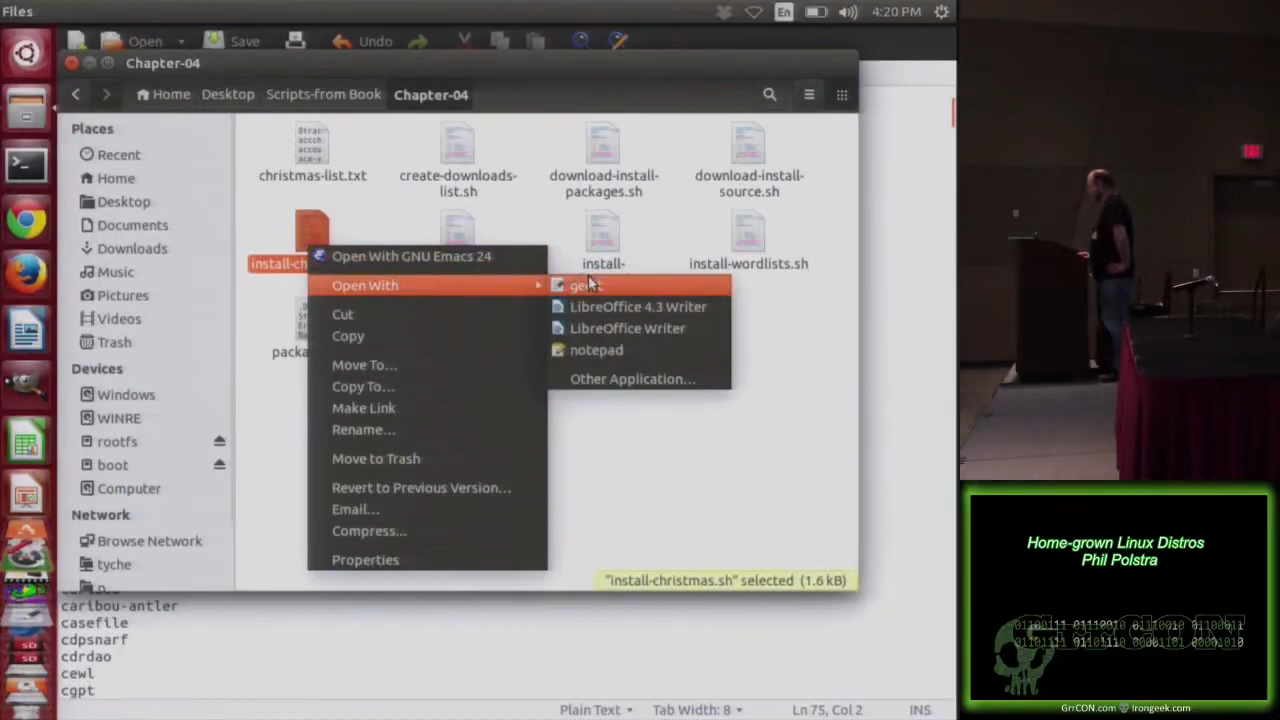 Files
En
4:20 PM
Open
Save
Undo
Chapter-04
Home
Desktop
Scripts-from Book
Chapter-04
Places
Recent
Home
Desktop
Documents
Downloads
Music
Pictures
Videos
Trash
Devices
Windows
WINRE
rootfs
boot
Computer
Network
Browse Network
tyche
christmas-list.txt
create-downloads-
list.sh
download-install-
packages.sh
download-install-
source.sh
install-
install-wordlists.sh
Open With GNU Emacs 24
Open With
Cut
Copy
Move To...
Copy To...
Make Link
Rename...
Move to Trash
Revert to Previous Version...
Email...
Compress...
Properties
LibreOffice 4.3 Writer
LibreOffice Writer
notepad
Other Application...
"install-christmas.sh" selected (1.6 kB)
caribou-antler
casefile
cdpsnarf
cdrdao
cewl
cgpt
Plain Text
Tab Width: 8
Ln 75, Col 2
INS
Home-grown Linux Distros
Phil Polstra
GrrCON
GrrCON.com
Irongeek.com